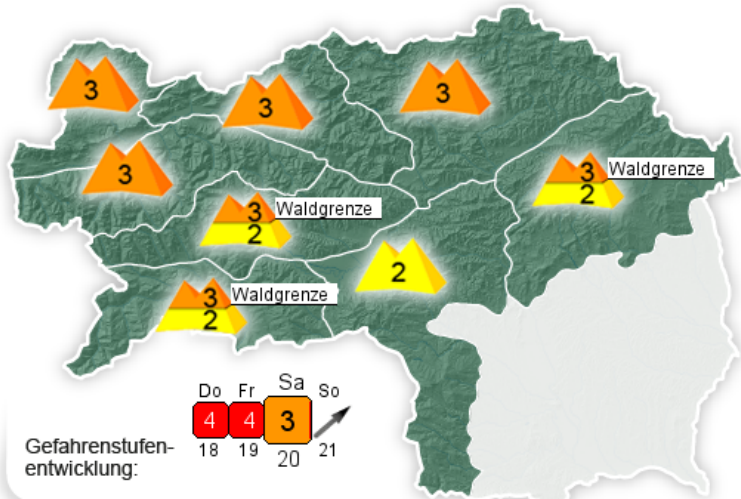 3
3
3
3
3 Waldgrenze
2
3 Waldgrenze
2
2
3 Waldgrenze
2
Do Fr Sa So
4 4 3
18 19 20 21
Gefahrenstufen-
entwicklung: